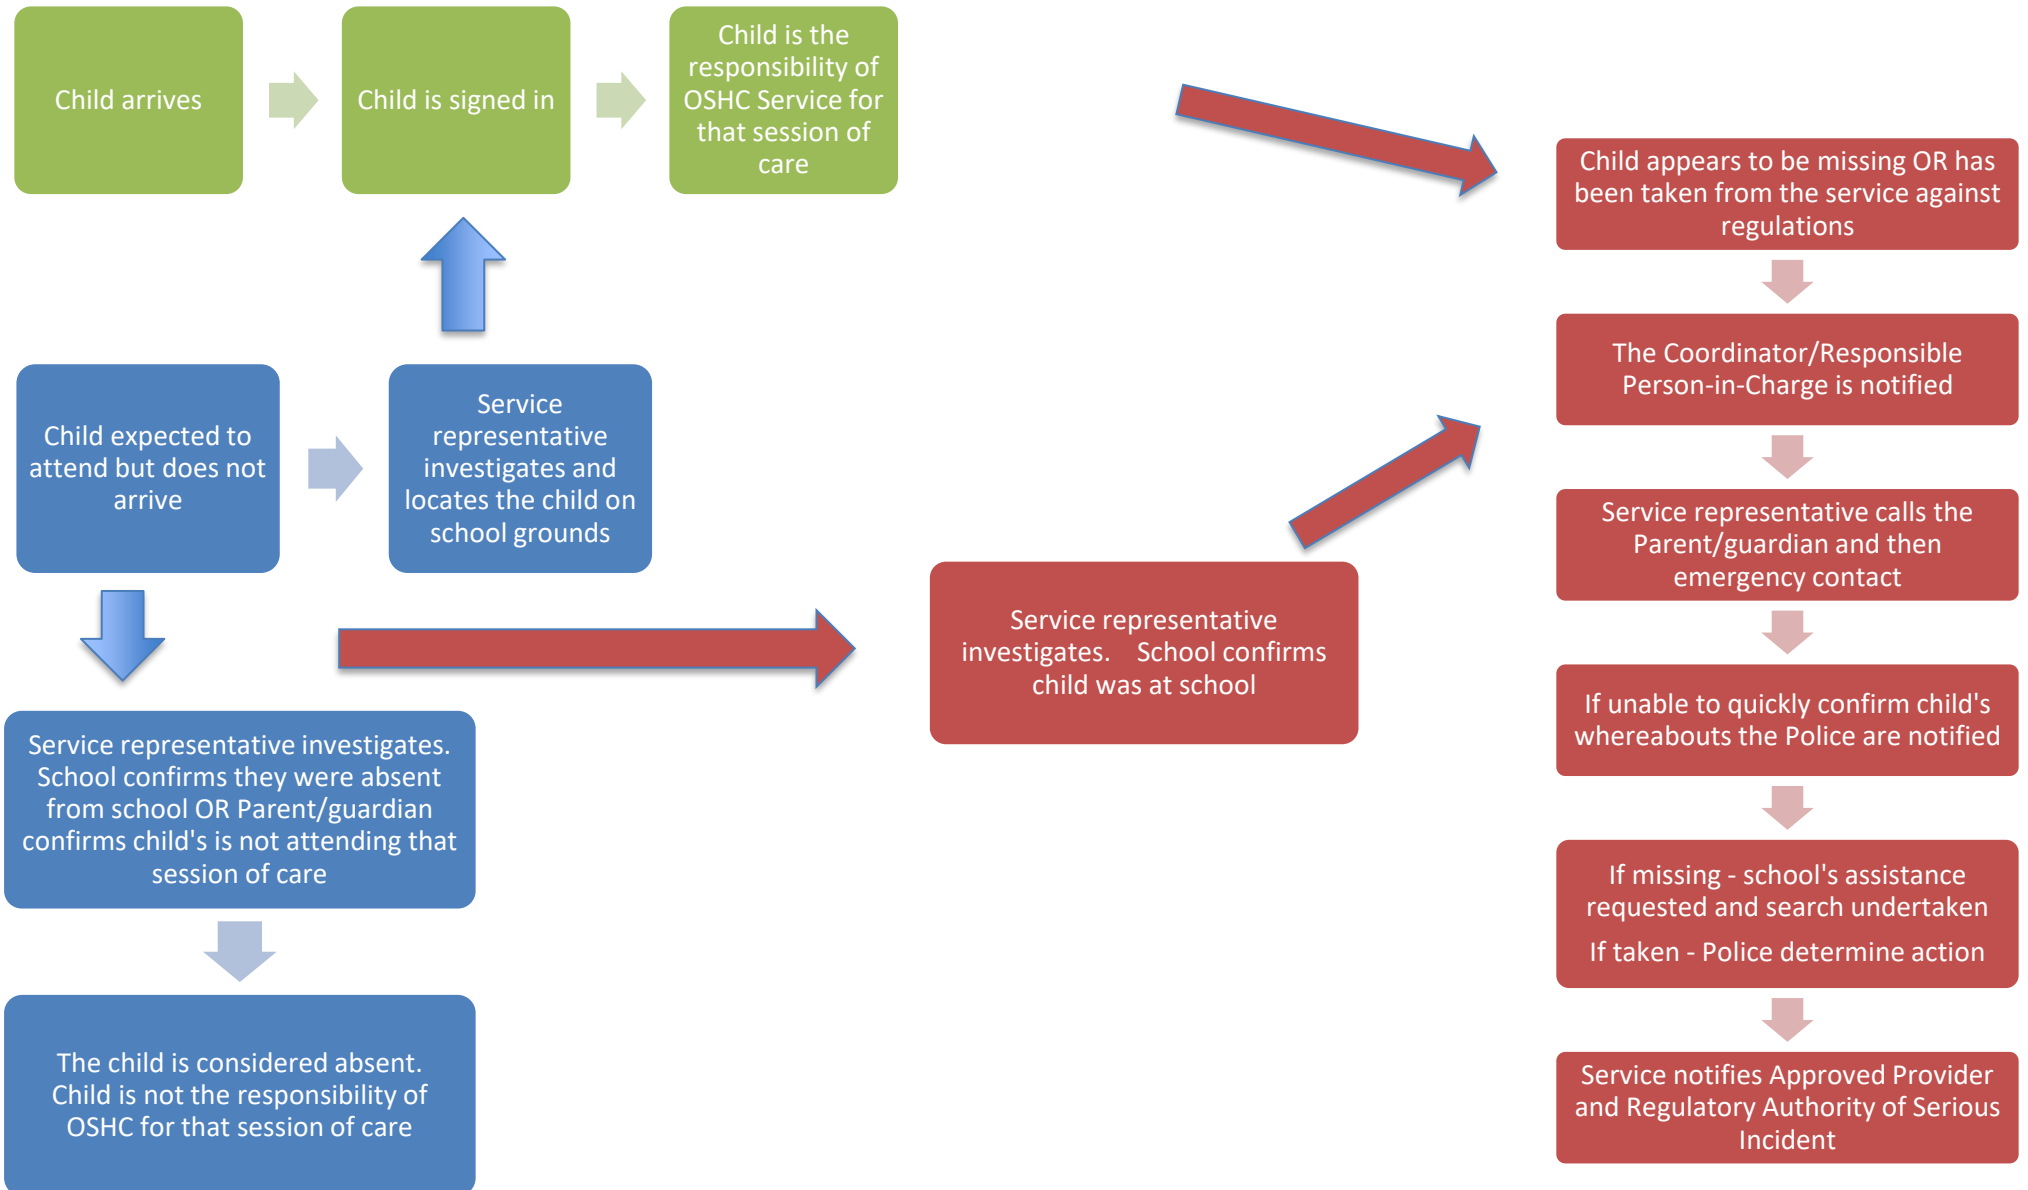 Child arrives
Child is signed in
Child is the
responsibility of
OSHC Service for
that session of
care
Child expected to
attend but does not
arrive
Service
representative
investigates and
locates the child on
school grounds
Service representative investigates.
School confirms they were absent
from school OR Parent/guardian
confirms child's is not attending that
session of care
The child is considered absent.
Child is not the responsibility of
OSHC for that session of care
Service representative
investigates. School confirms
child was at school
Child appears to be missing OR has
been taken from the service against
regulations
The Coordinator/Responsible
Person-in-Charge is notified
Service representative calls the
Parent/guardian and then
emergency contact
If unable to quickly confirm child's
whereabouts the Police are notified
If missing - school's assistance
requested and search undertaken
If taken - Police determine action
Service notifies Approved Provider
and Regulatory Authority of Serious
Incident